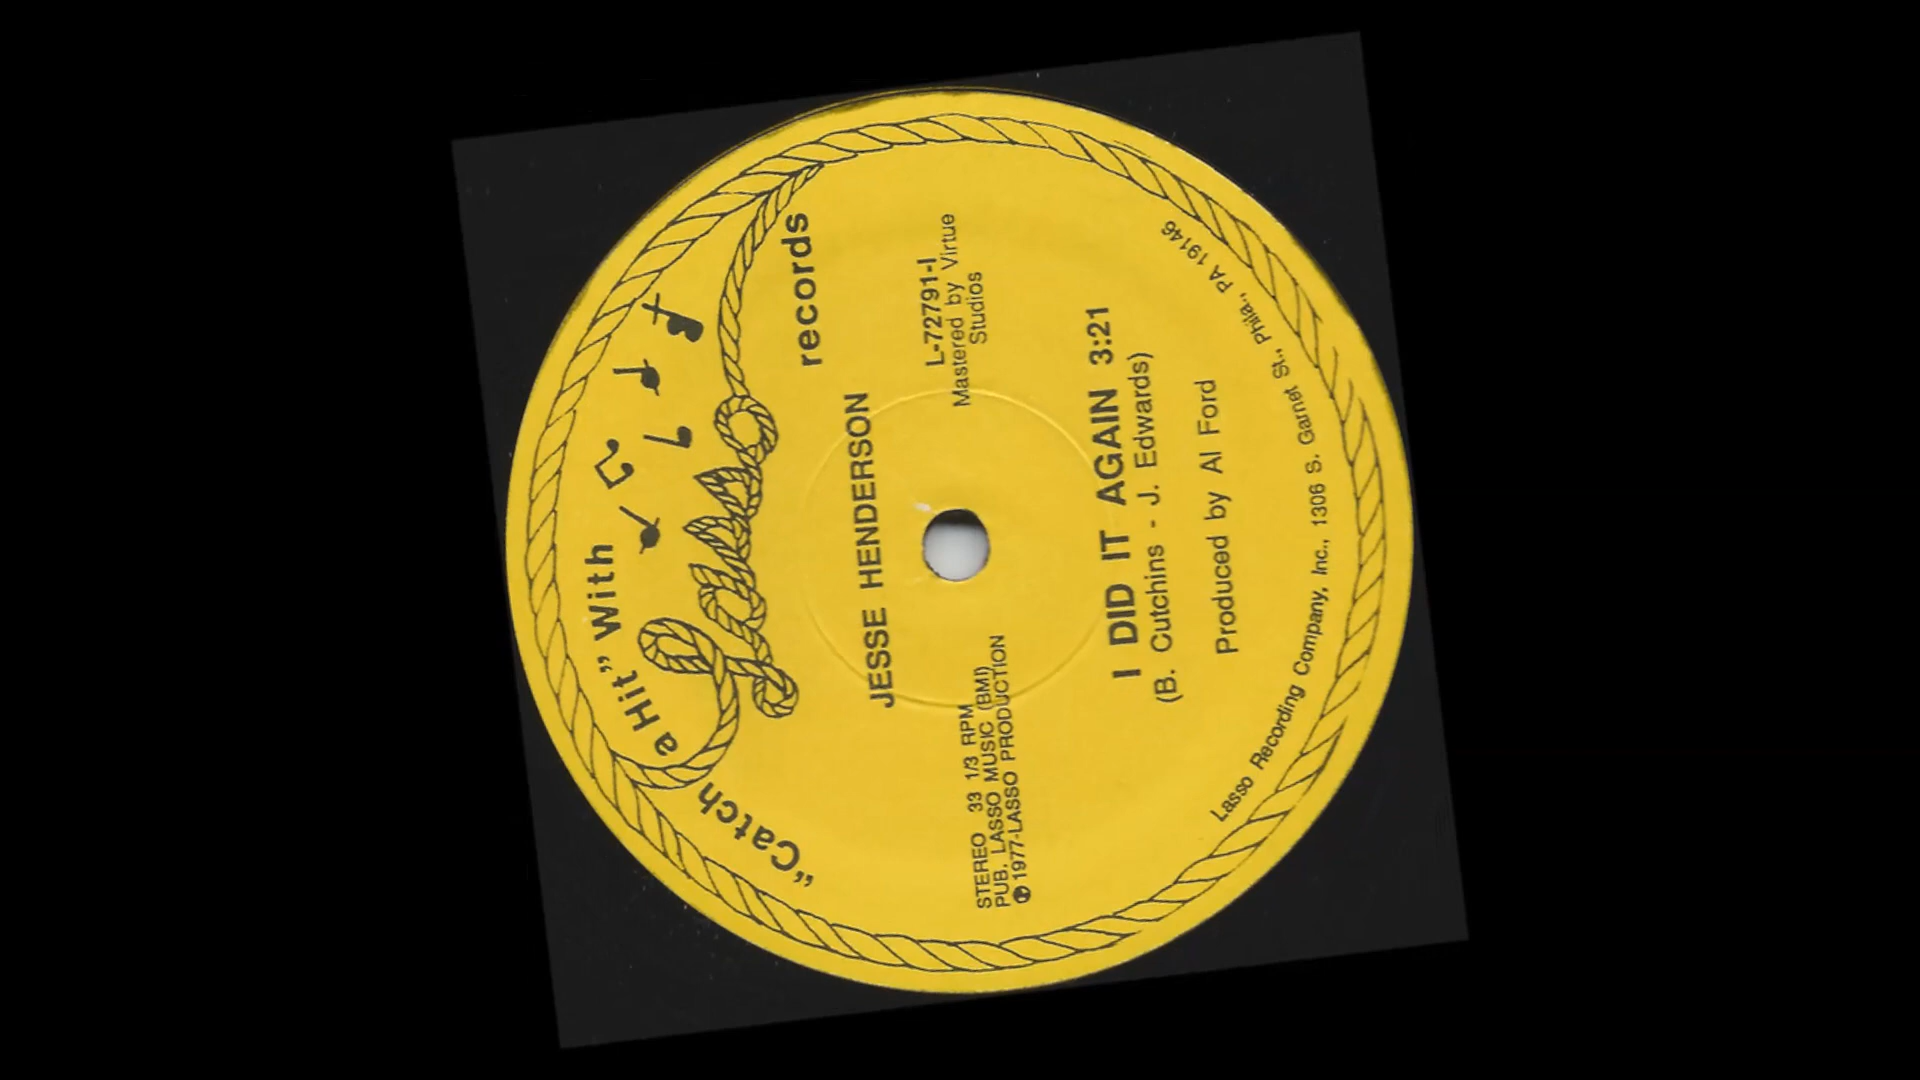 "Catch a Hit" With
Lasso
records
JESSE HENDERSON
STEREO 33 1/3 RPM
PUB. LASSO MUSIC (BMI)
℗ 1977-LASSO PRODUCTION
L-72791-I
Mastered by Virtue
Studios
I DID IT AGAIN 3:21
(B. Cutchins - J. Edwards)
Produced by Al Ford
Lasso Recording Company, Inc., 1306 S. Garnet St., Phila., PA 19146